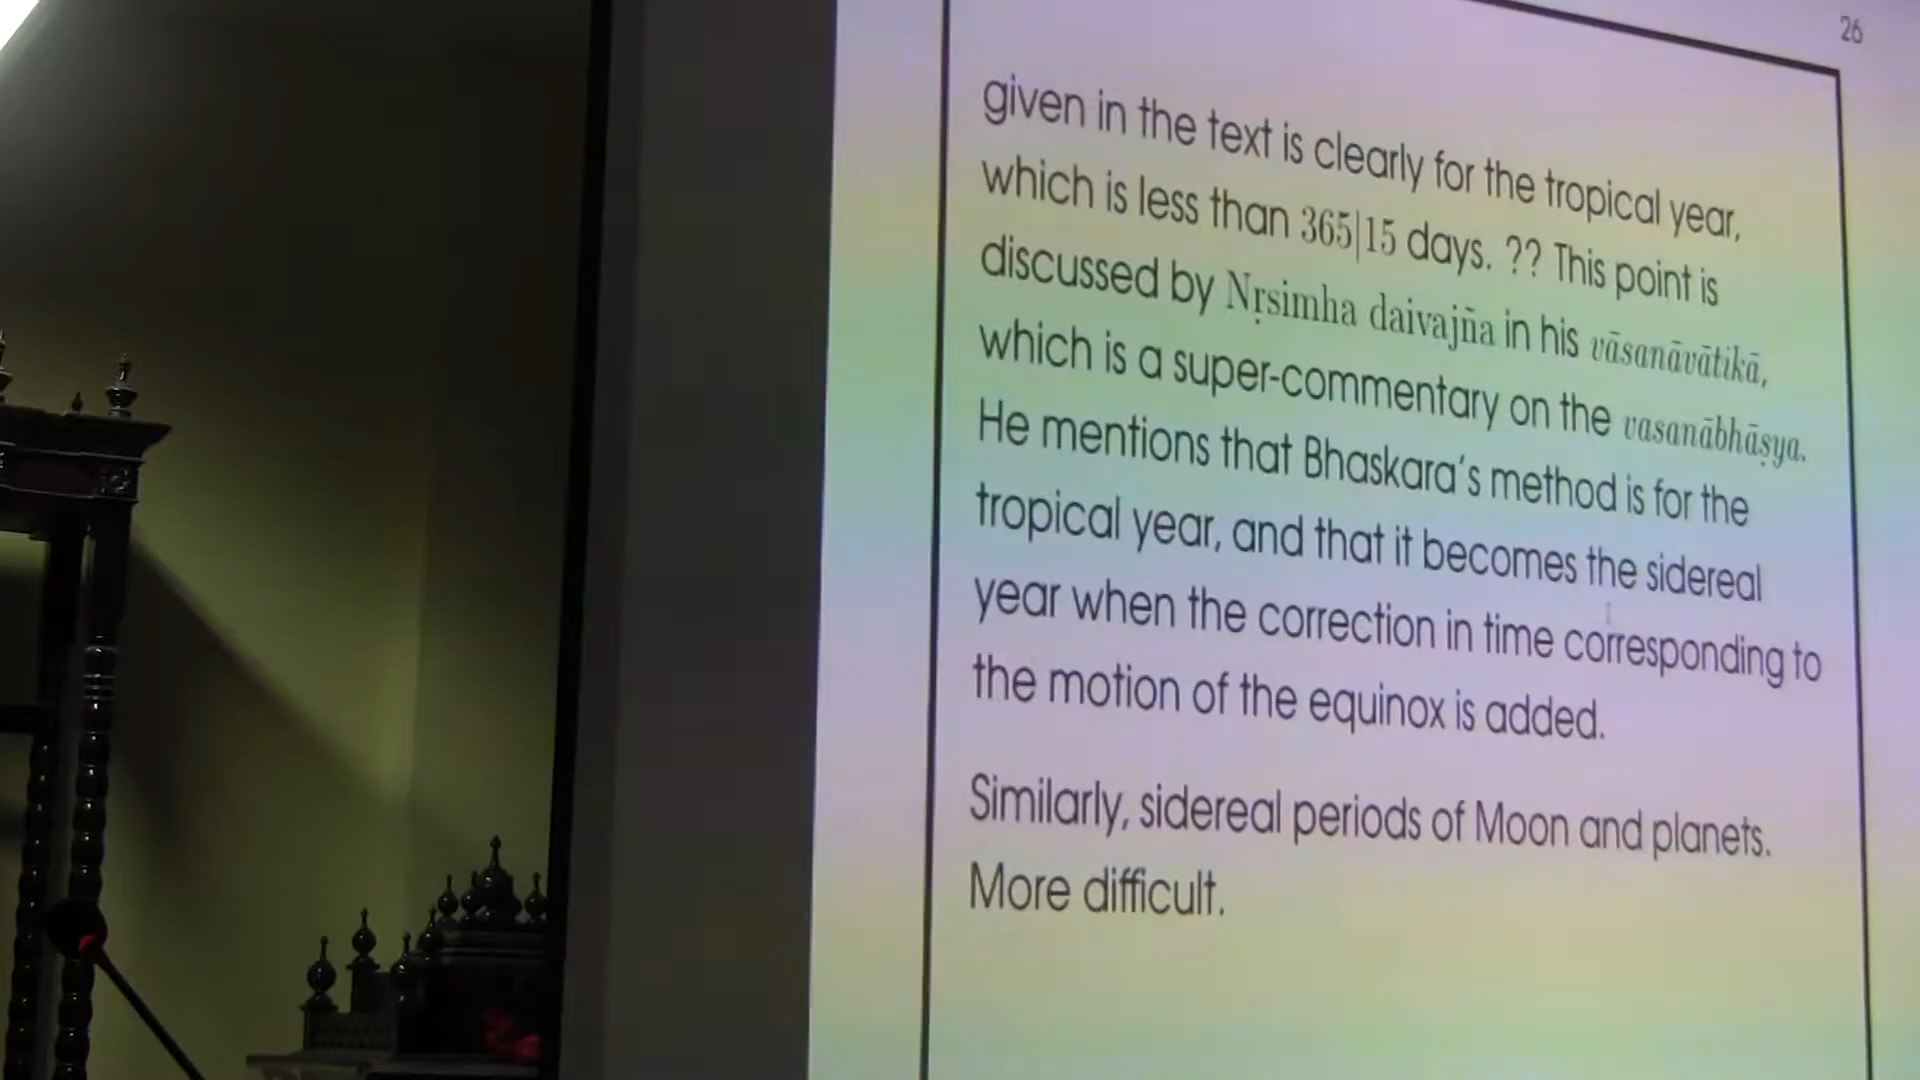 26
given in the text is clearly for the tropical year,
which is less than 365|15 days. ?? This point is
discussed by Nṛsimha daivajña in his vāsanāvātikā,
which is a super-commentary on the vasanābhāṣya.
He mentions that Bhaskara's method is for the
tropical year, and that it becomes the sidereal
year when the correction in time corresponding to
the motion of the equinox is added.
Similarly, sidereal periods of Moon and planets.
More difficult.